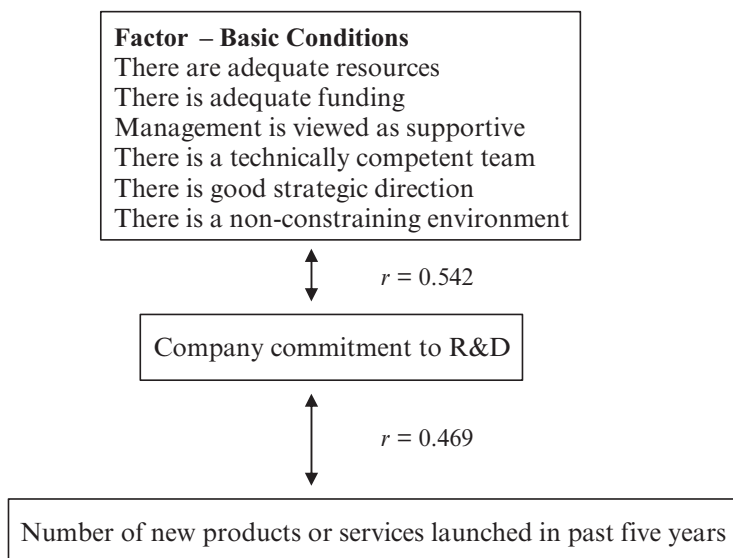 Factor – Basic Conditions
There are adequate resources
There is adequate funding
Management is viewed as supportive
There is a technically competent team
There is good strategic direction
There is a non-constraining environment
r = 0.542
Company commitment to R&D
r = 0.469
Number of new products or services launched in past five years